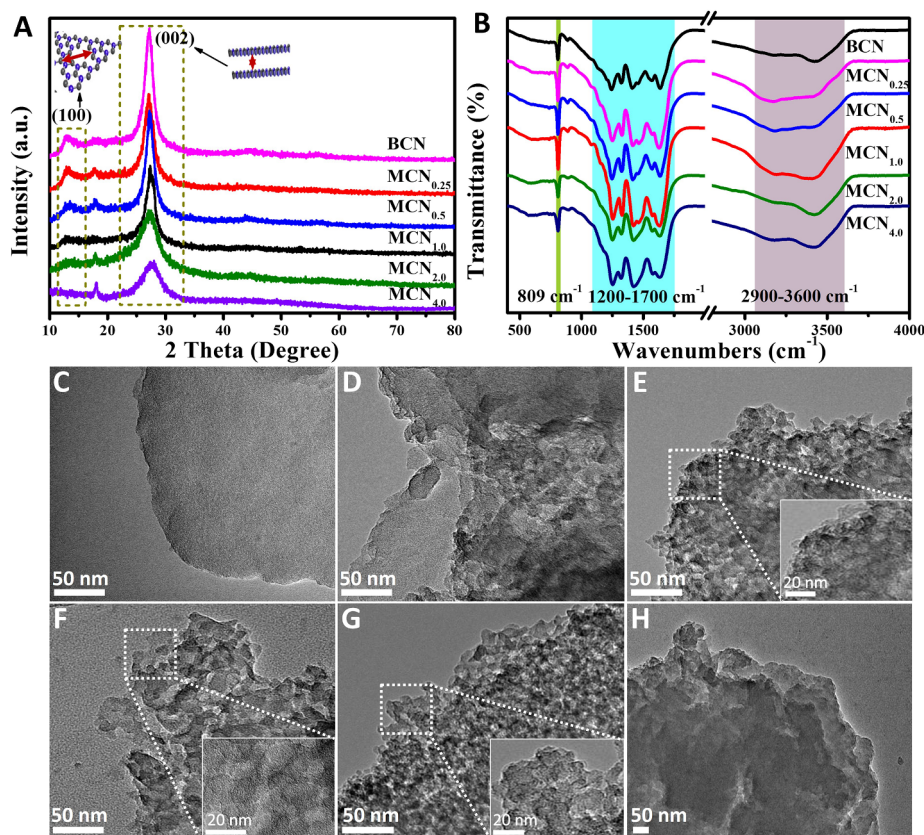 A
Intensity (a.u.)
(002)
(100)
BCN
MCN0.25
MCN0.5
MCN1.0
MCN2.0
MCN4.0
10 20 30 40 50 60 70 80
2 Theta (Degree)
B
Transmittance (%)
BCN
MCN0.25
MCN0.5
MCN1.0
MCN2.0
MCN4.0
809 cm-1
1200-1700 cm-1
2900-3600 cm-1
500 1000 1500 3000 3500 4000
Wavenumbers (cm-1)
C
50 nm
D
50 nm
E
50 nm
20 nm
F
50 nm
20 nm
G
50 nm
20 nm
H
50 nm